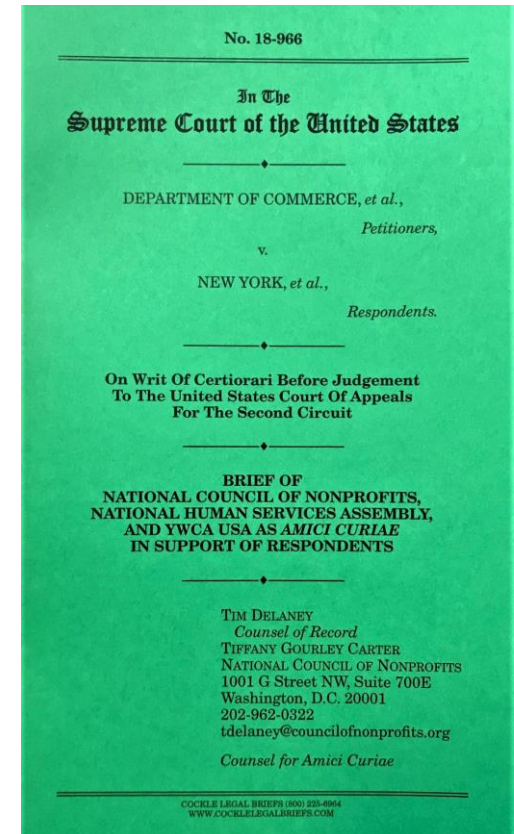 No. 18-966
In The
Supreme Court of the United States
DEPARTMENT OF COMMERCE, et al.,
Petitioners,
v.
NEW YORK, et al.,
Respondents.
On Writ Of Certiorari Before Judgement
To The United States Court Of Appeals
For The Second Circuit
BRIEF OF
NATIONAL COUNCIL OF NONPROFITS,
NATIONAL HUMAN SERVICES ASSEMBLY,
AND YWCA USA AS AMICI CURIAE
IN SUPPORT OF RESPONDENTS
TIM DELANEY
Counsel of Record
TIFFANY GOURLEY CARTER
NATIONAL COUNCIL OF NONPROFITS
1001 G Street NW, Suite 700E
Washington, D.C. 20001
202-962-0322
tdelaney@councilofnonprofits.org
Counsel for Amici Curiae
COCKLE LEGAL BRIEFS (800) 225-6964
WWW.COCKLELEGALBRIEFS.COM